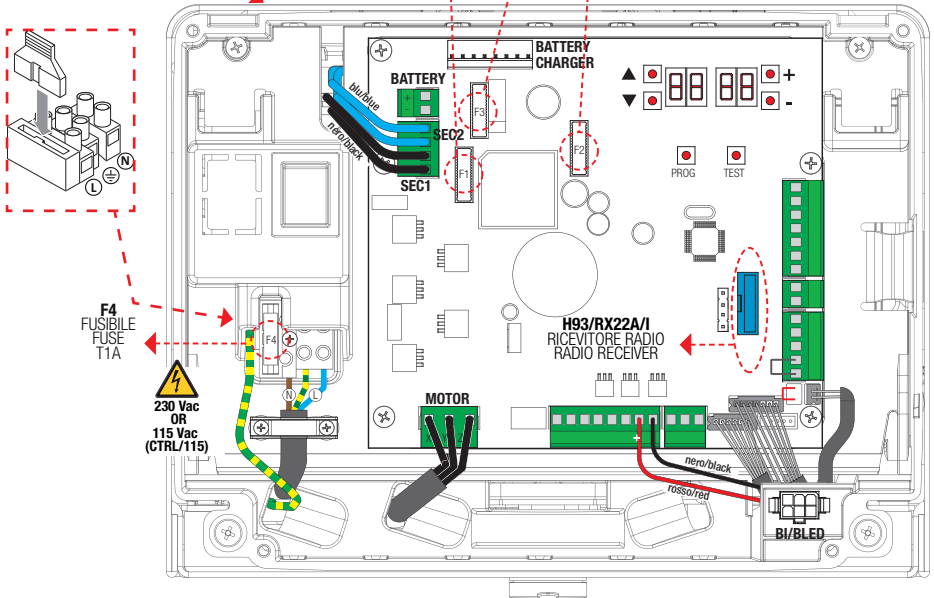 BATTERY
CHARGER
BATTERY
+
-
blu/blue
nero/black
SEC2
SEC1
F3
F1
F2
▲
▼
+
-
PROG
TEST
N
L
F4
FUSIBILE
FUSE
T1A
F4
N
L
230 Vac
OR
115 Vac
(CTRL/115)
H93/RX22A/I
RICEVITORE RADIO
RADIO RECEIVER
MOTOR
X
Z
+
nero/black
rosso/red
BI/BLED